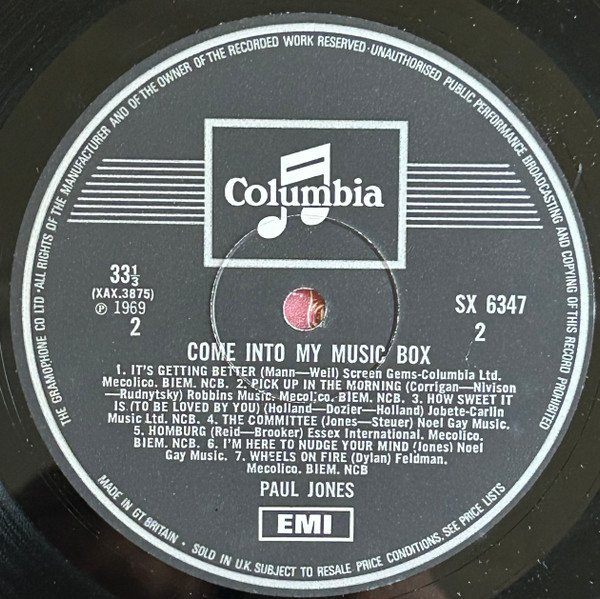 THE GRAMOPHONE CO LTD · ALL RIGHTS OF THE MANUFACTURER AND OF THE OWNER OF THE RECORDED WORK RESERVED · UNAUTHORISED PUBLIC PERFORMANCE BROADCASTING AND COPYING OF THIS RECORD PROHIBITED
Columbia
33⅓
(XAX.3875)
℗ 1969
2
SX 6347
2
COME INTO MY MUSIC BOX
1. IT'S GETTING BETTER (Mann—Weil) Screen Gems-Columbia Ltd.
Mecolico. BIEM. NCB. 2. PICK UP IN THE MORNING (Corrigan—Nivison
—Rudnytsky) Robbins Music. Mecolico. BIEM. NCB. 3. HOW SWEET IT
IS (TO BE LOVED BY YOU) (Holland—Dozier—Holland) Jobete-Carlin
Music Ltd. NCB. 4. THE COMMITTEE (Jones—Steuer) Noel Gay Music.
5. HOMBURG (Reid—Brooker) Essex International. Mecolico.
BIEM. NCB. 6. I'M HERE TO NUDGE YOUR MIND (Jones) Noel
Gay Music. 7. WHEELS ON FIRE (Dylan) Feldman.
Mecolico. BIEM. NCB
PAUL JONES
EMI
MADE IN GT BRITAIN · SOLD IN U.K. SUBJECT TO RESALE PRICE CONDITIONS, SEE PRICE LISTS